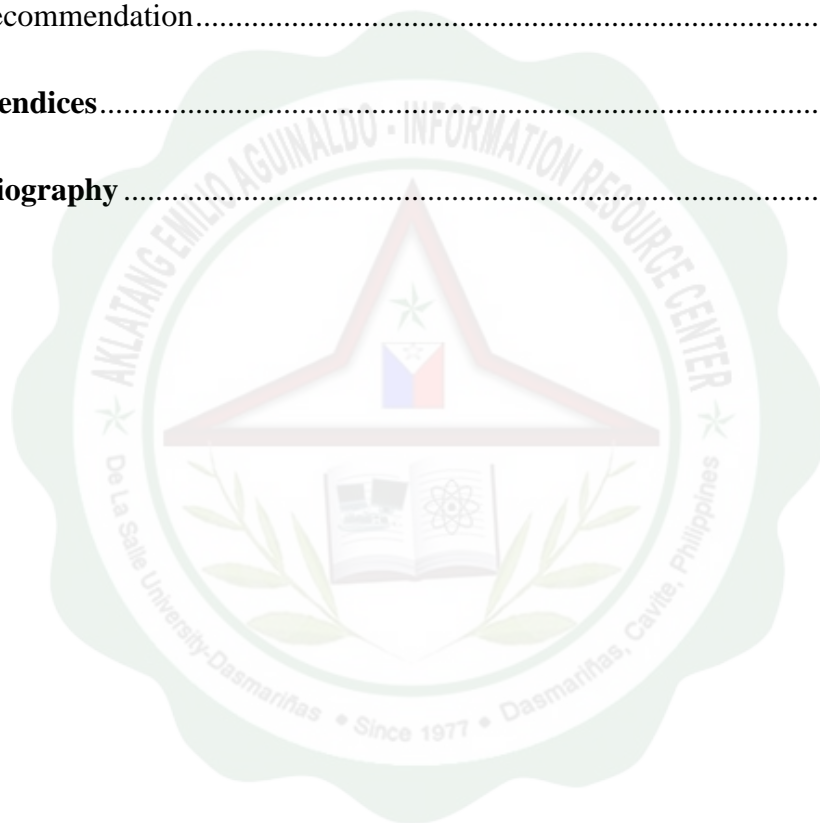 ecommendation........................................................................
endices........................................................................
iography........................................................................
AKLATANG EMILIO AGUINALDO - INFORMATION RESOURCE CENTER
De La Salle University-Dasmariñas • Since 1977 • Dasmariñas, Cavite, Philippines